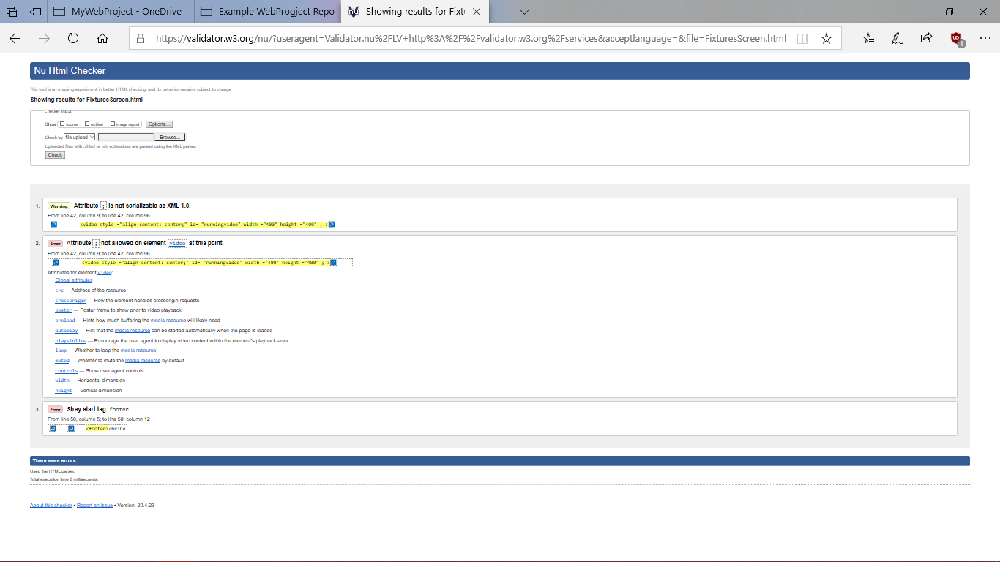 MyWebProject - OneDrive
Example WebProgject Repo
Showing results for Fixtu
https://validator.w3.org/nu/?useragent=Validator.nu%2FLV+http%3A%2F%2Fvalidator.w3.org%2Fservices&acceptlanguage=&file=FixturesScreen.html
1
Nu Html Checker
This tool is an ongoing experiment in better HTML checking, and its behavior remains subject to change
Showing results for FixturesScreen.html
Checker Input
Show source outline image report Options...
Check by file upload Browse...
Uploaded files with .xhtml or .xht extensions are parsed using the XML parser.
Check
1. Warning Attribute ; is not serializable as XML 1.0.
From line 42, column 9; to line 42, column 96
<video style ="align-content: center;" id= "runningvideo" width ="400" height ="400" ; >
2. Error Attribute ; not allowed on element video at this point.
From line 42, column 9; to line 42, column 96
<video style ="align-content: center;" id= "runningvideo" width ="400" height ="400" ; >
Attributes for element video:
Global attributes
src — Address of the resource
crossorigin — How the element handles crossorigin requests
poster — Poster frame to show prior to video playback
preload — Hints how much buffering the media resource will likely need
autoplay — Hint that the media resource can be started automatically when the page is loaded
playsinline — Encourage the user agent to display video content within the element's playback area
loop — Whether to loop the media resource
muted — Whether to mute the media resource by default
controls — Show user agent controls
width — Horizontal dimension
height — Vertical dimension
3. Error Stray start tag footer.
From line 50, column 5; to line 50, column 12
<footer><br>Co
There were errors.
Used the HTML parser.
Total execution time 6 milliseconds.
About this checker • Report an issue • Version: 20.4.23